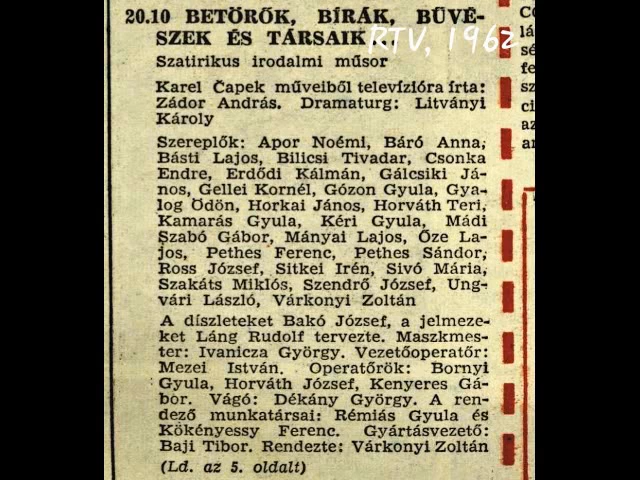 20.10 BETÖRŐK, BÍRÁK, BŰVÉ-
SZEK ÉS TÁRSAIK
RTV, 1962
Szatirikus irodalmi műsor
Karel Čapek műveiből televízióra írta:
Zádor András. Dramaturg: Litványi
Károly
Szereplők: Apor Noémi, Báró Anna,
Básti Lajos, Bilicsi Tivadar, Csonka
Endre, Erdődi Kálmán, Gálcsiki Já-
nos, Gellei Kornél, Gózon Gyula, Gya-
log Ödön, Horkai János, Horváth Teri,
Kamarás Gyula, Kéri Gyula, Mádi
Szabó Gábor, Mányai Lajos, Őze La-
jos, Pethes Ferenc, Pethes Sándor,
Ross József, Sitkei Irén, Sivó Mária,
Szakáts Miklós, Szendrő József, Ung-
vári László, Várkonyi Zoltán
A díszleteket Bakó József, a jelmeze-
ket Láng Rudolf tervezte. Maszkmes-
ter: Ivanicza György. Vezetőoperatőr:
Mezei István. Operatőrök: Bornyi
Gyula, Horváth József, Kenyeres Gá-
bor. Vágó: Dékány György. A ren-
dező munkatársai: Rémiás Gyula és
Kökényessy Ferenc. Gyártásvezető:
Baji Tibor. Rendezte: Várkonyi Zoltán
(Ld. az 5. oldalt)